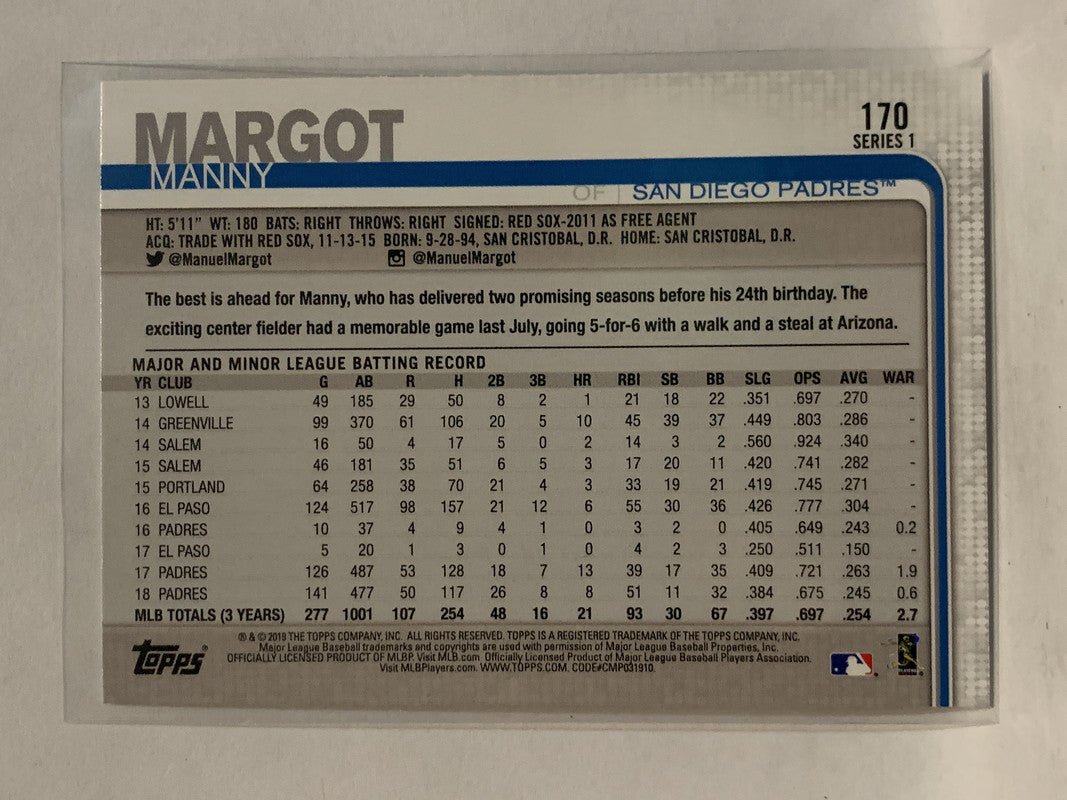 MARGOT
MANNY
170
SERIES 1
OF | SAN DIEGO PADRES™
HT: 5'11" WT: 180 BATS: RIGHT THROWS: RIGHT SIGNED: RED SOX-2011 AS FREE AGENT
ACQ: TRADE WITH RED SOX, 11-13-15 BORN: 9-28-94, SAN CRISTOBAL, D.R. HOME: SAN CRISTOBAL, D.R.
@ManuelMargot @ManuelMargot
The best is ahead for Manny, who has delivered two promising seasons before his 24th birthday. The
exciting center fielder had a memorable game last July, going 5-for-6 with a walk and a steal at Arizona.
MAJOR AND MINOR LEAGUE BATTING RECORD
YR CLUB G AB R H 2B 3B HR RBI SB BB SLG OPS AVG WAR
13 LOWELL 49 185 29 50 8 2 1 21 18 22 .351 .697 .270 -
14 GREENVILLE 99 370 61 106 20 5 10 45 39 37 .449 .803 .286 -
14 SALEM 16 50 4 17 5 0 2 14 3 2 .560 .924 .340 -
15 SALEM 46 181 35 51 6 5 3 17 20 11 .420 .741 .282 -
15 PORTLAND 64 258 38 70 21 4 3 33 19 21 .419 .745 .271 -
16 EL PASO 124 517 98 157 21 12 6 55 30 36 .426 .777 .304 -
16 PADRES 10 37 4 9 4 1 0 3 2 0 .405 .649 .243 0.2
17 EL PASO 5 20 1 3 0 1 0 4 2 3 .250 .511 .150 -
17 PADRES 126 487 53 128 18 7 13 39 17 35 .409 .721 .263 1.9
18 PADRES 141 477 50 117 26 8 8 51 11 32 .384 .675 .245 0.6
MLB TOTALS (3 YEARS) 277 1001 107 254 48 16 21 93 30 67 .397 .697 .254 2.7
® & © 2019 THE TOPPS COMPANY, INC. ALL RIGHTS RESERVED. TOPPS IS A REGISTERED TRADEMARK OF THE TOPPS COMPANY, INC.
Major League Baseball trademarks and copyrights are used with permission of Major League Baseball Properties, Inc.
OFFICIALLY LICENSED PRODUCT OF MLBP. Visit MLB.com. Officially Licensed Product of Major League Baseball Players Association.
Visit MLBPlayers.com. WWW.TOPPS.COM. CODE#CMP031910.
TOPPS®